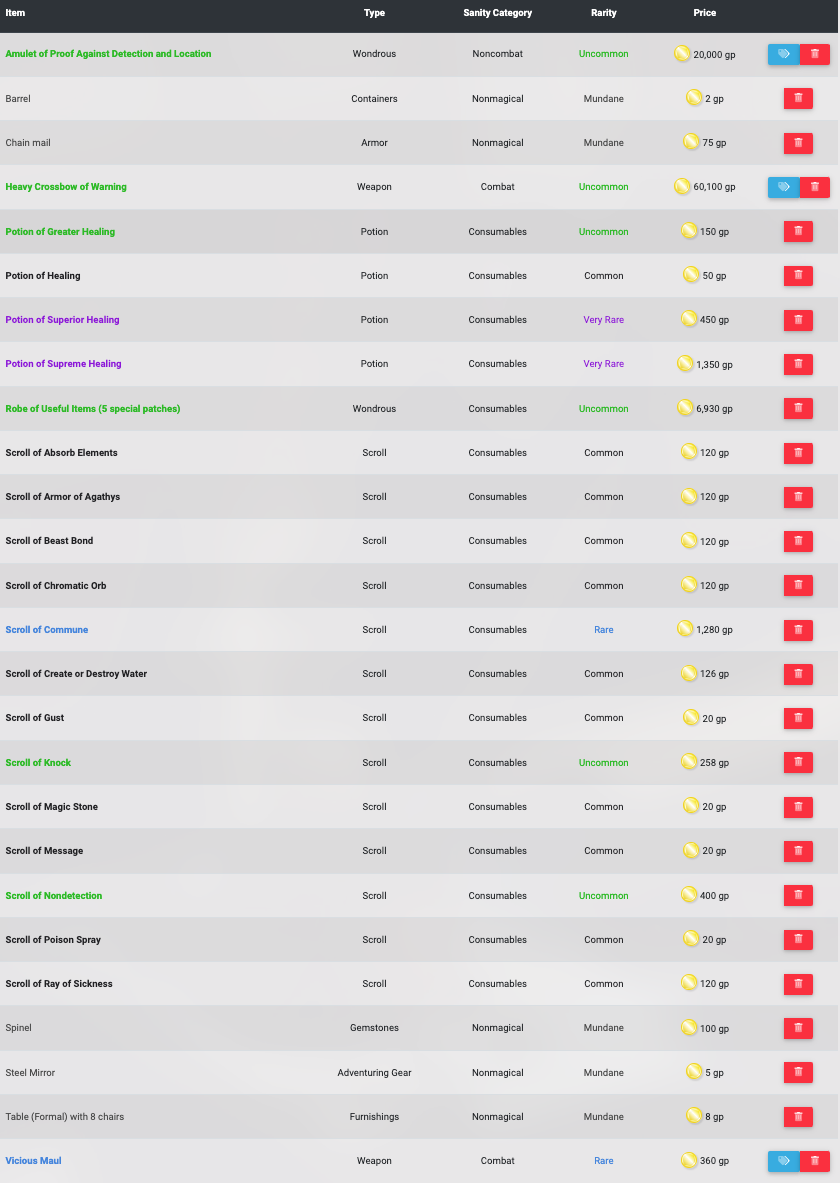 Item Type Sanity Category Rarity Price
Amulet of Proof Against Detection and Location Wondrous Noncombat Uncommon 20,000 gp
Barrel Containers Nonmagical Mundane 2 gp
Chain mail Armor Nonmagical Mundane 75 gp
Heavy Crossbow of Warning Weapon Combat Uncommon 60,100 gp
Potion of Greater Healing Potion Consumables Uncommon 150 gp
Potion of Healing Potion Consumables Common 50 gp
Potion of Superior Healing Potion Consumables Very Rare 450 gp
Potion of Supreme Healing Potion Consumables Very Rare 1,350 gp
Robe of Useful Items (5 special patches) Wondrous Consumables Uncommon 6,930 gp
Scroll of Absorb Elements Scroll Consumables Common 120 gp
Scroll of Armor of Agathys Scroll Consumables Common 120 gp
Scroll of Beast Bond Scroll Consumables Common 120 gp
Scroll of Chromatic Orb Scroll Consumables Common 120 gp
Scroll of Commune Scroll Consumables Rare 1,280 gp
Scroll of Create or Destroy Water Scroll Consumables Common 126 gp
Scroll of Gust Scroll Consumables Common 20 gp
Scroll of Knock Scroll Consumables Uncommon 258 gp
Scroll of Magic Stone Scroll Consumables Common 20 gp
Scroll of Message Scroll Consumables Common 20 gp
Scroll of Nondetection Scroll Consumables Uncommon 400 gp
Scroll of Poison Spray Scroll Consumables Common 20 gp
Scroll of Ray of Sickness Scroll Consumables Common 120 gp
Spinel Gemstones Nonmagical Mundane 100 gp
Steel Mirror Adventuring Gear Nonmagical Mundane 5 gp
Table (Formal) with 8 chairs Furnishings Nonmagical Mundane 8 gp
Vicious Maul Weapon Combat Rare 360 gp